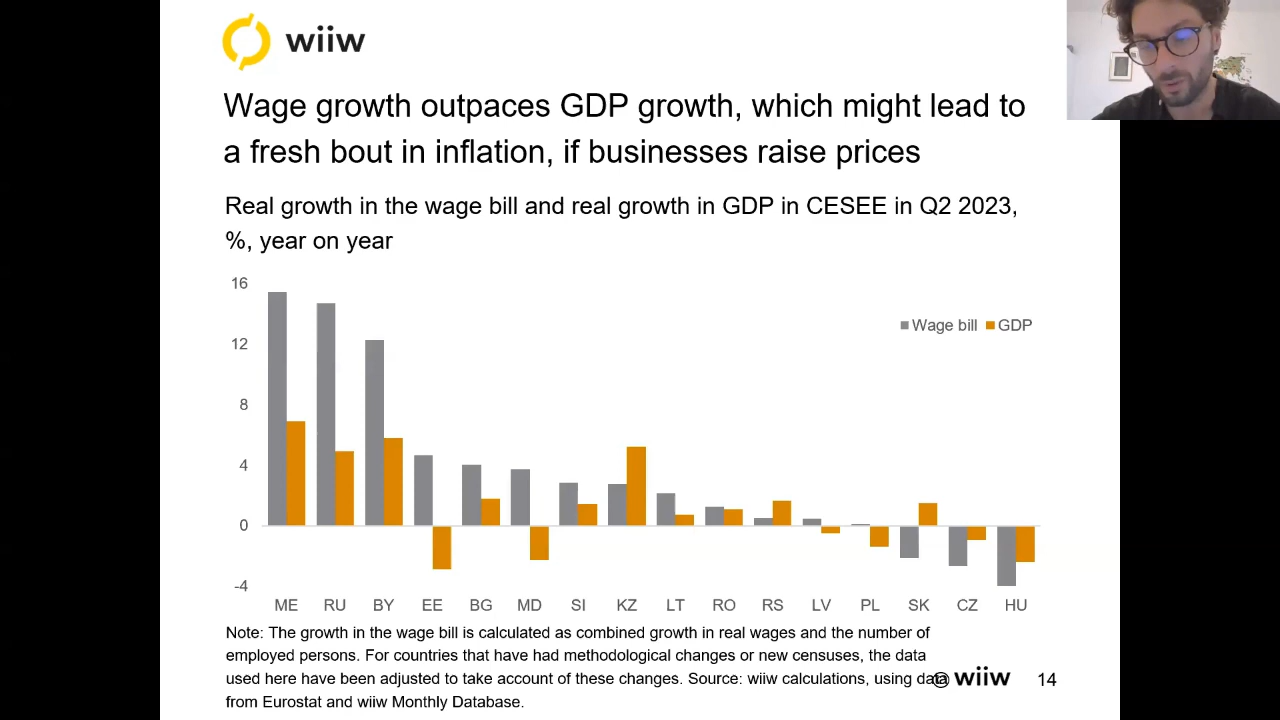 wiiw
Wage growth outpaces GDP growth, which might lead to
a fresh bout in inflation, if businesses raise prices
Real growth in the wage bill and real growth in GDP in CESEE in Q2 2023,
%, year on year
16
Wage bill GDP
12
8
4
0
-4
ME RU BY EE BG MD SI KZ LT RO RS LV PL SK CZ HU
Note: The growth in the wage bill is calculated as combined growth in real wages and the number of
employed persons. For countries that have had methodological changes or new censuses, the data
used here have been adjusted to take account of these changes. Source: wiiw calculations, using data
© wiiw 14
from Eurostat and wiiw Monthly Database.